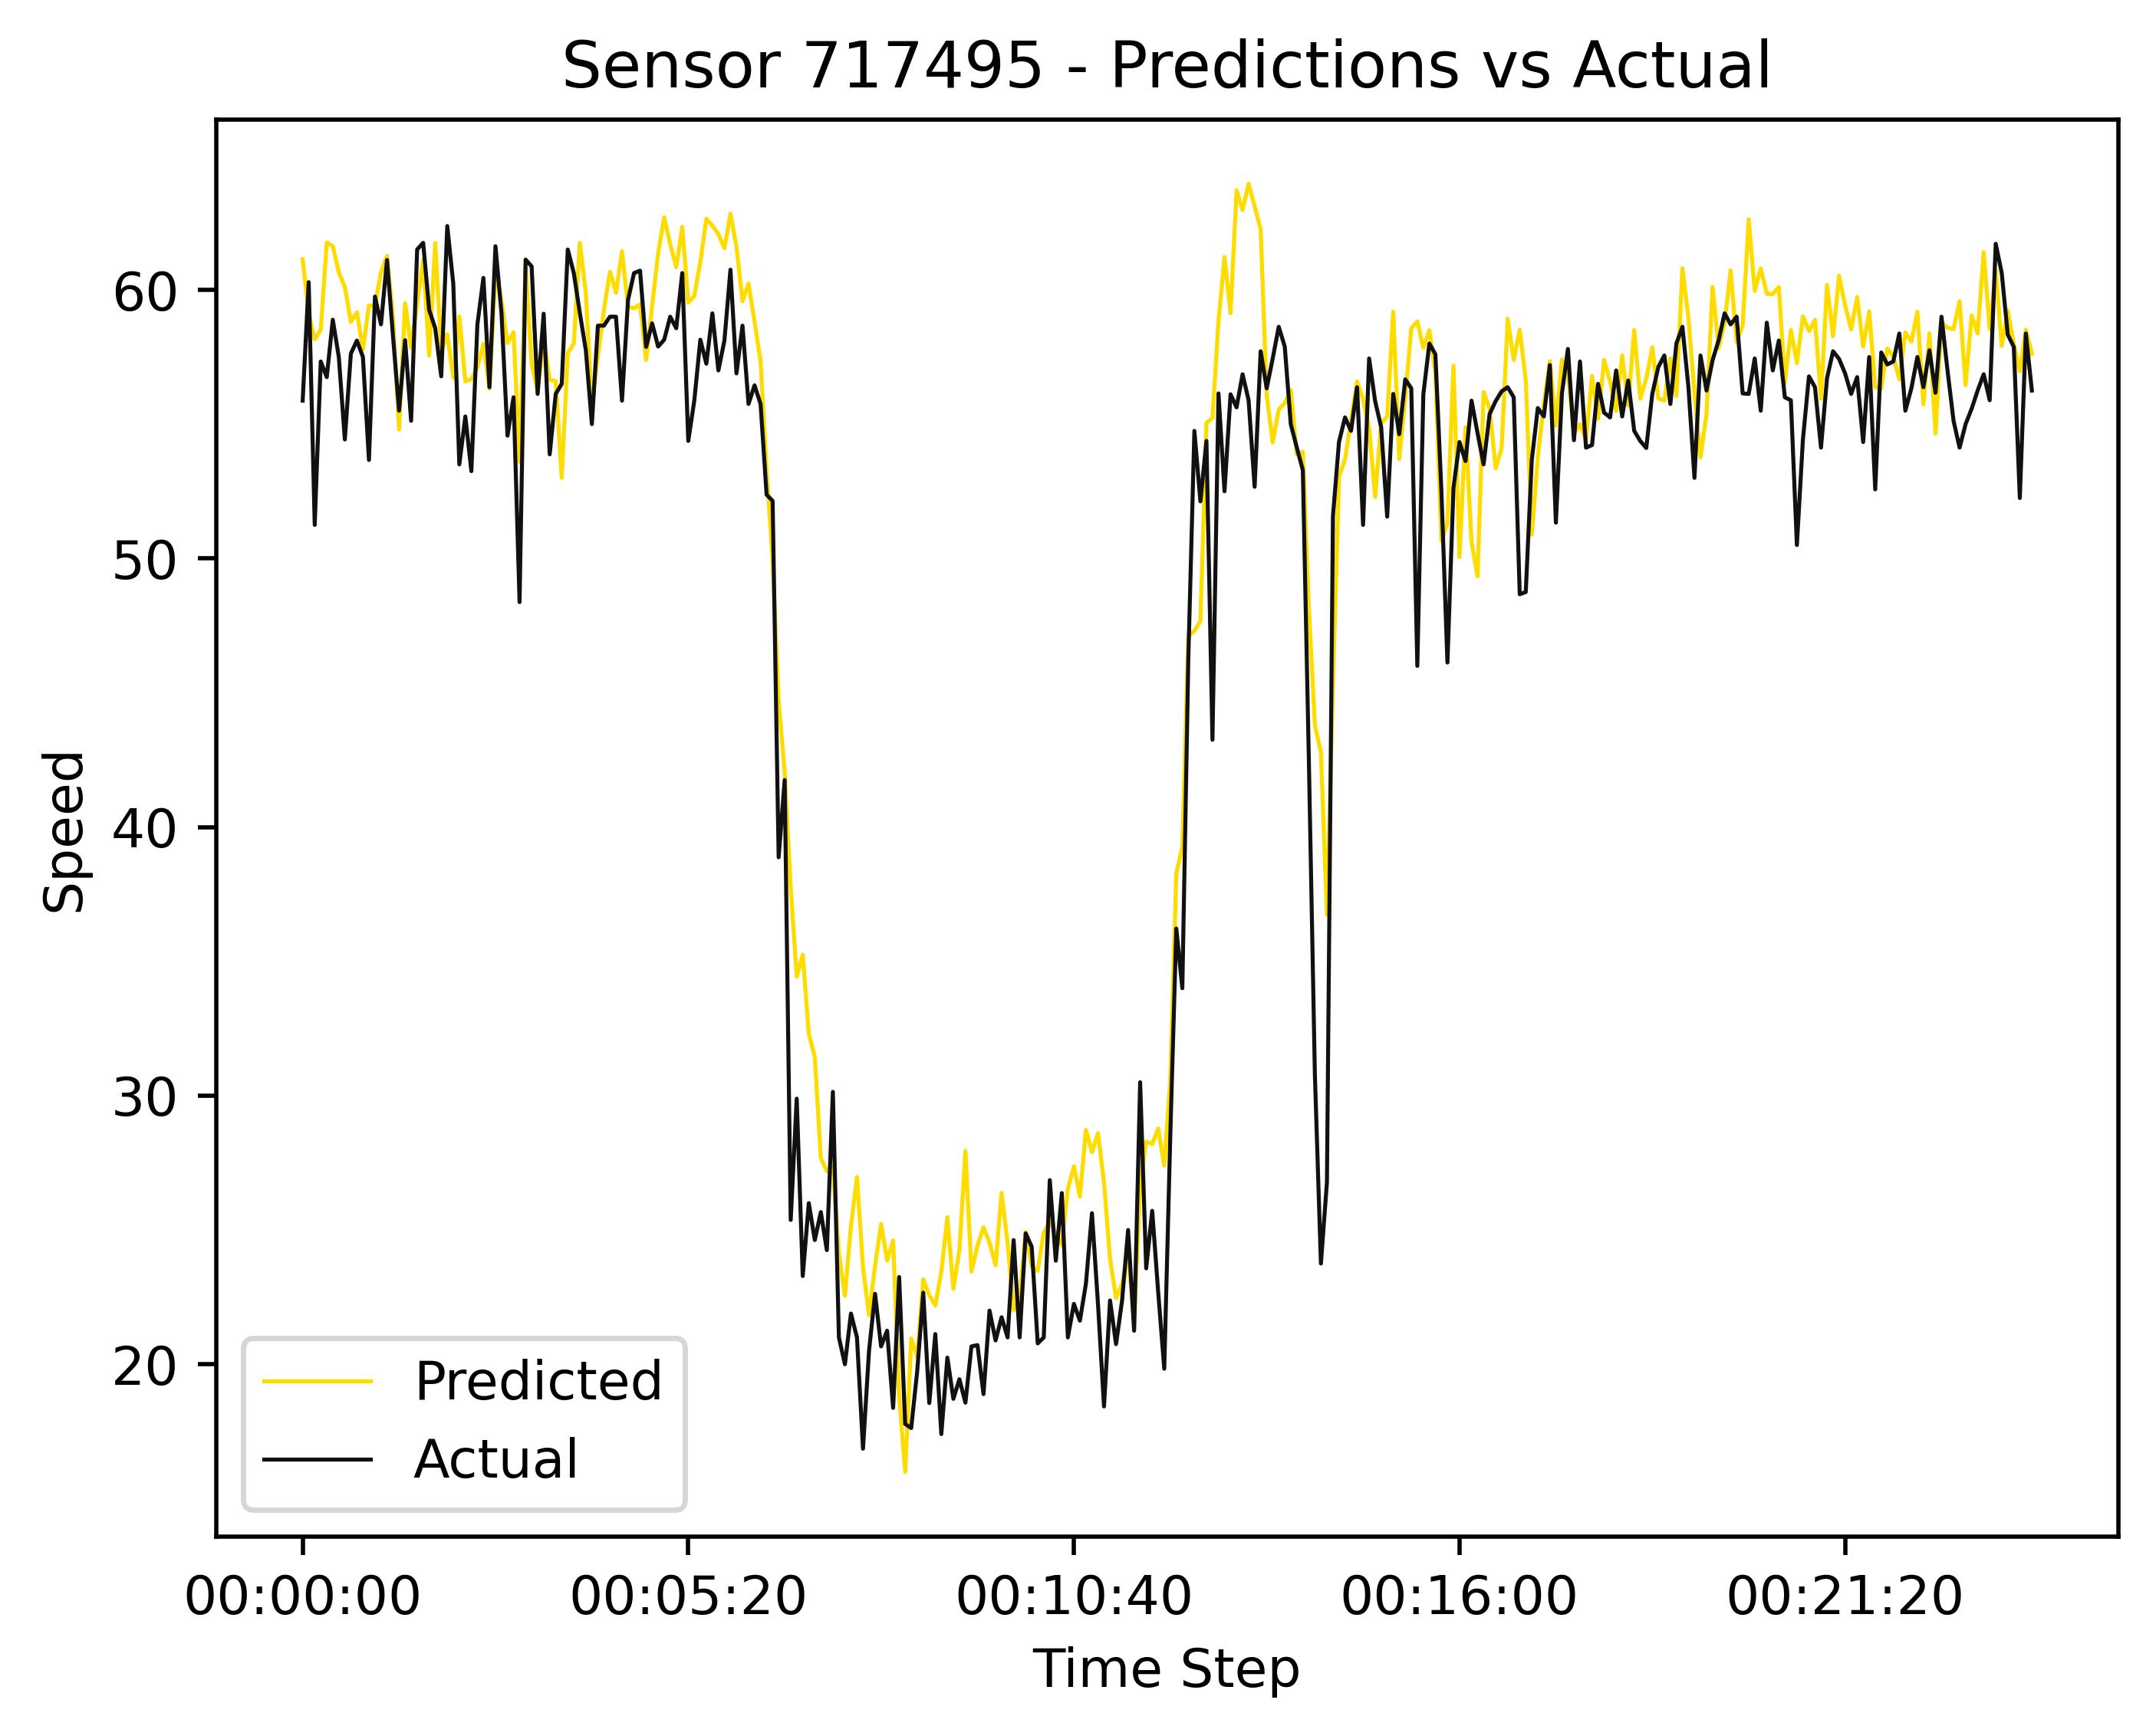 Sensor 717495 - Predictions vs Actual
60
50
40
30
20
Speed
Predicted
Actual
00:00:00 00:05:20 00:10:40 00:16:00 00:21:20
Time Step